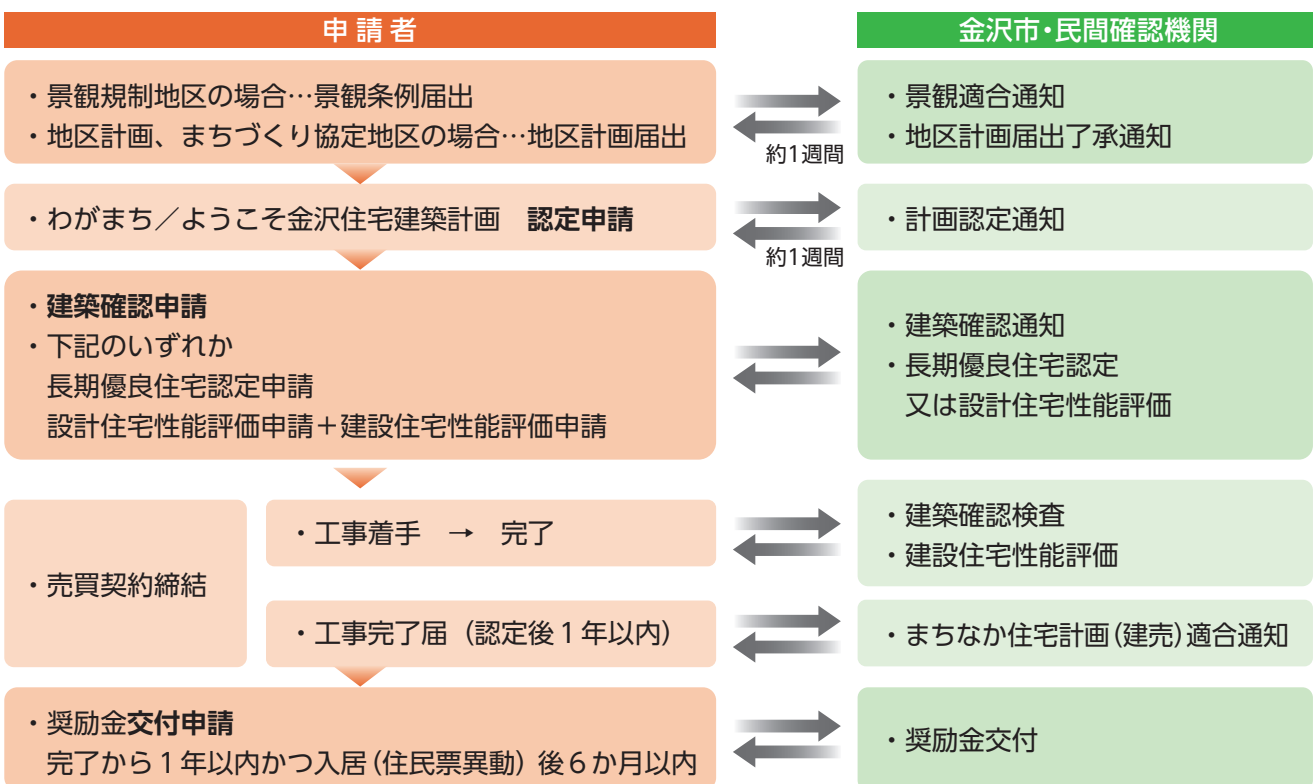 申請者
金沢市・民間確認機関
・景観規制地区の場合…景観条例届出
・地区計画、まちづくり協定地区の場合…地区計画届出
約1週間
・景観適合通知
・地区計画届出了承通知
・わがまち／ようこそ金沢住宅建築計画　認定申請
約1週間
・計画認定通知
・建築確認申請
・下記のいずれか
長期優良住宅認定申請
設計住宅性能評価申請＋建設住宅性能評価申請
・建築確認通知
・長期優良住宅認定
又は設計住宅性能評価
・売買契約締結
・工事着手　→　完了
・建築確認検査
・建設住宅性能評価
・工事完了届（認定後１年以内）
・まちなか住宅計画（建売）適合通知
・奨励金交付申請
完了から１年以内かつ入居（住民票異動）後６か月以内
・奨励金交付